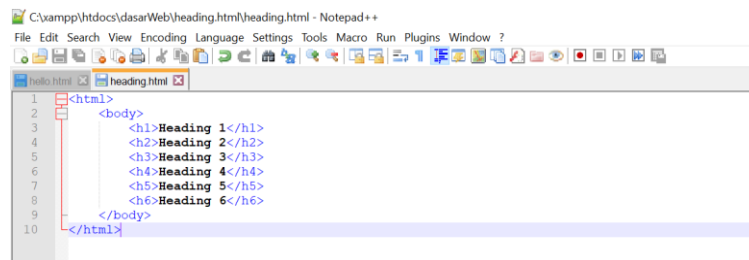 C:\xampp\htdocs\dasarWeb\heading.html\heading.html - Notepad++
File Edit Search View Encoding Language Settings Tools Macro Run Plugins Window ?
hello.html heading.html
1 <html>
2 <body>
3 <h1>Heading 1</h1>
4 <h2>Heading 2</h2>
5 <h3>Heading 3</h3>
6 <h4>Heading 4</h4>
7 <h5>Heading 5</h5>
8 <h6>Heading 6</h6>
9 </body>
10 </html>